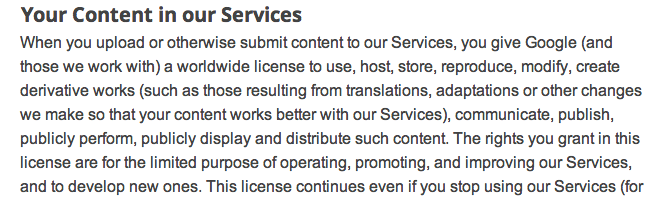 Your Content in our Services
When you upload or otherwise submit content to our Services, you give Google (and
those we work with) a worldwide license to use, host, store, reproduce, modify, create
derivative works (such as those resulting from translations, adaptations or other changes
we make so that your content works better with our Services), communicate, publish,
publicly perform, publicly display and distribute such content. The rights you grant in this
license are for the limited purpose of operating, promoting, and improving our Services,
and to develop new ones. This license continues even if you stop using our Services (for